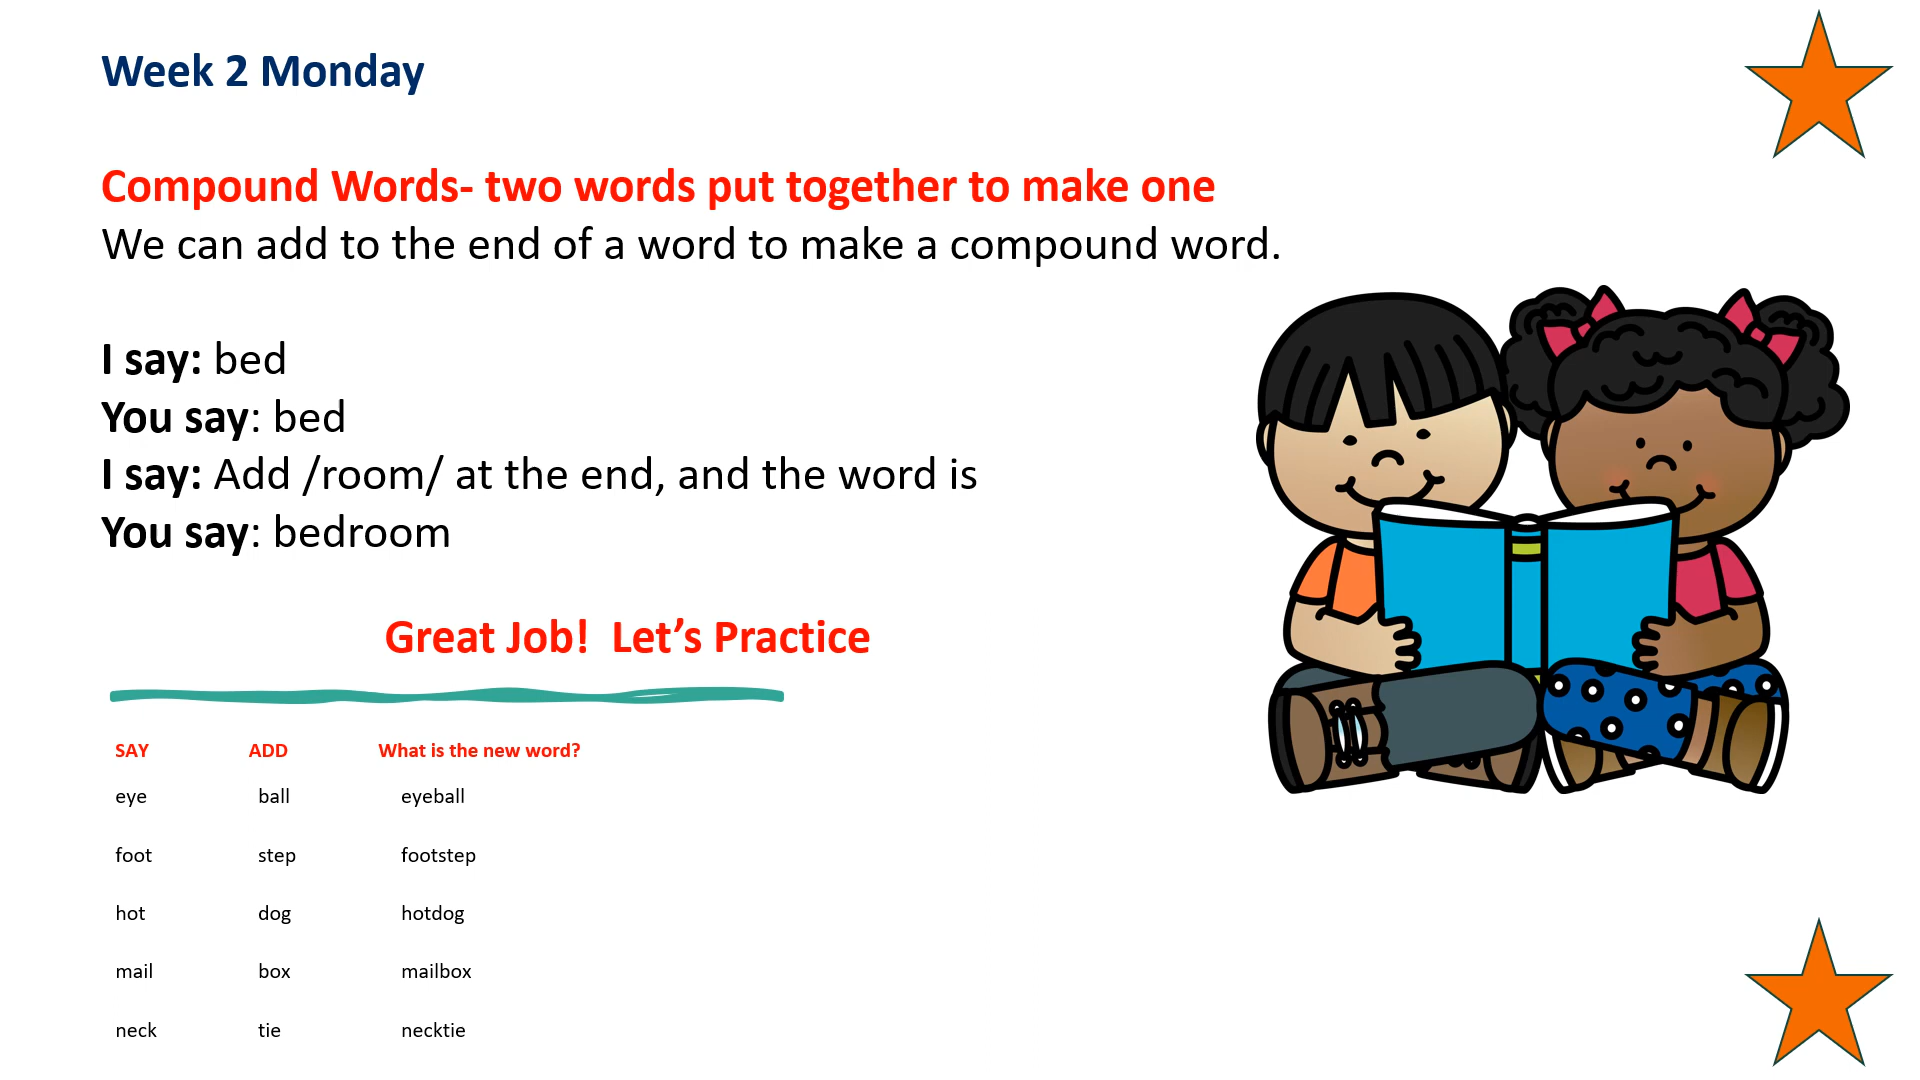 Week 2 Monday
Compound Words- two words put together to make one
We can add to the end of a word to make a compound word.
I say: bed
You say: bed
I say: Add /room/ at the end, and the word is
You say: bedroom
Great Job!  Let’s Practice
SAY ADD What is the new word?
eye ball eyeball
foot step footstep
hot dog hotdog
mail box mailbox
neck tie necktie